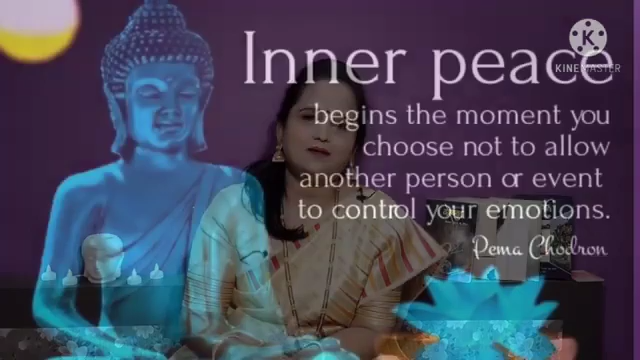 Inner peace
KINEMASTER
begins the moment you
choose not to allow
another person or event
to control your emotions.
Pema Chodron